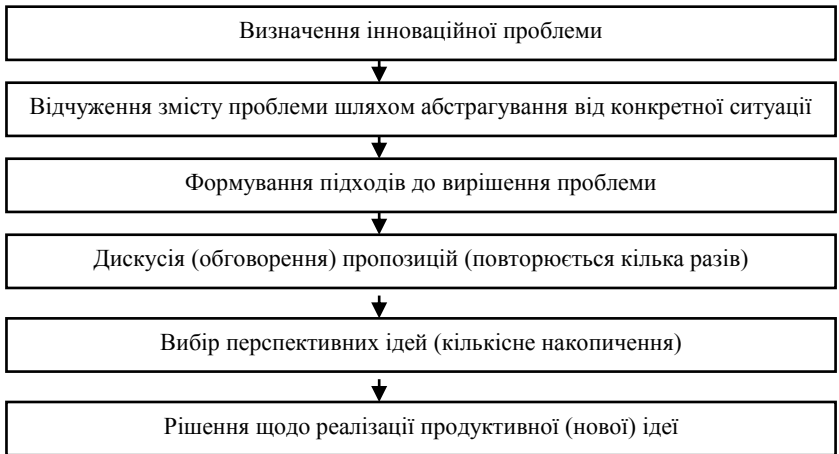 Визначення інноваційної проблеми
Відчуження змісту проблеми шляхом абстрагування від конкретної ситуації
Формування підходів до вирішення проблеми
Дискусія (обговорення) пропозицій (повторюється кілька разів)
Вибір перспективних ідей (кількісне накопичення)
Рішення щодо реалізації продуктивної (нової) ідеї